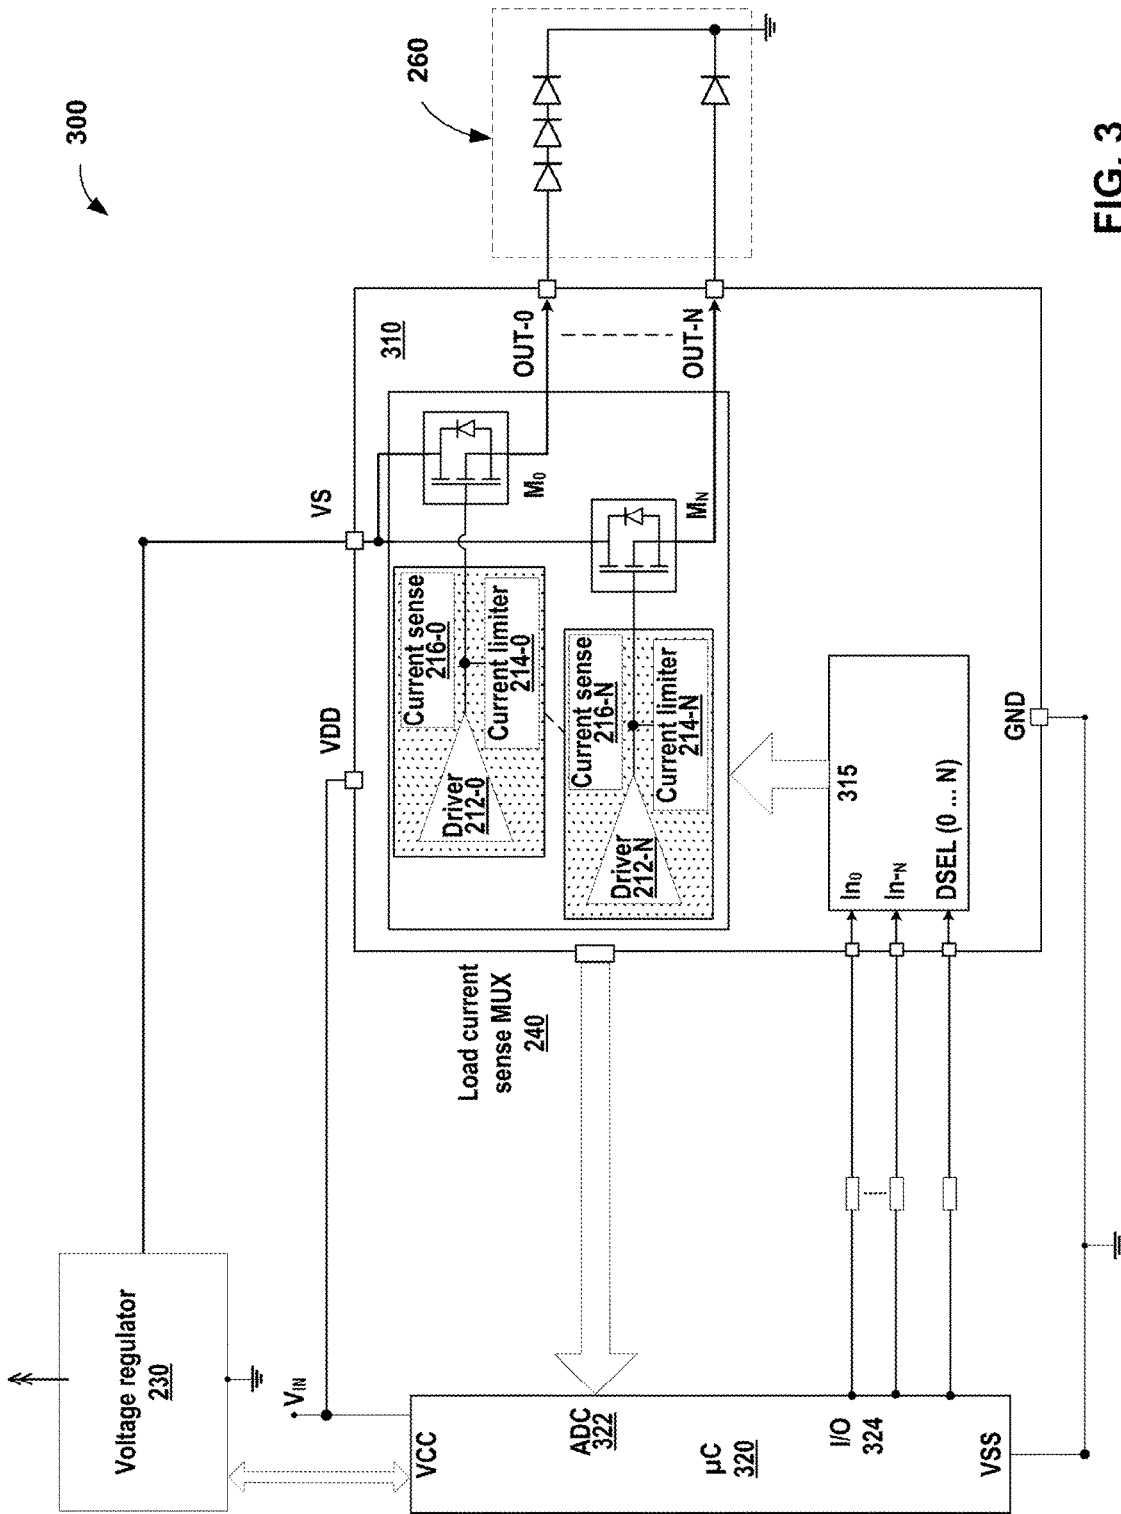 300
260
Voltage regulator
230
VDD
VS
310
Current sense
216-0
Driver
212-0
Current limiter
214-0
M0
OUT-0
Current sense
216-N
Driver
212-N
Current limiter
214-N
MN
OUT-N
VIN
VCC
ADC
322
µC
320
I/O
324
VSS
Load current
sense MUX
240
In0
In-N
DSEL (0 ... N)
315
GND
FIG. 3